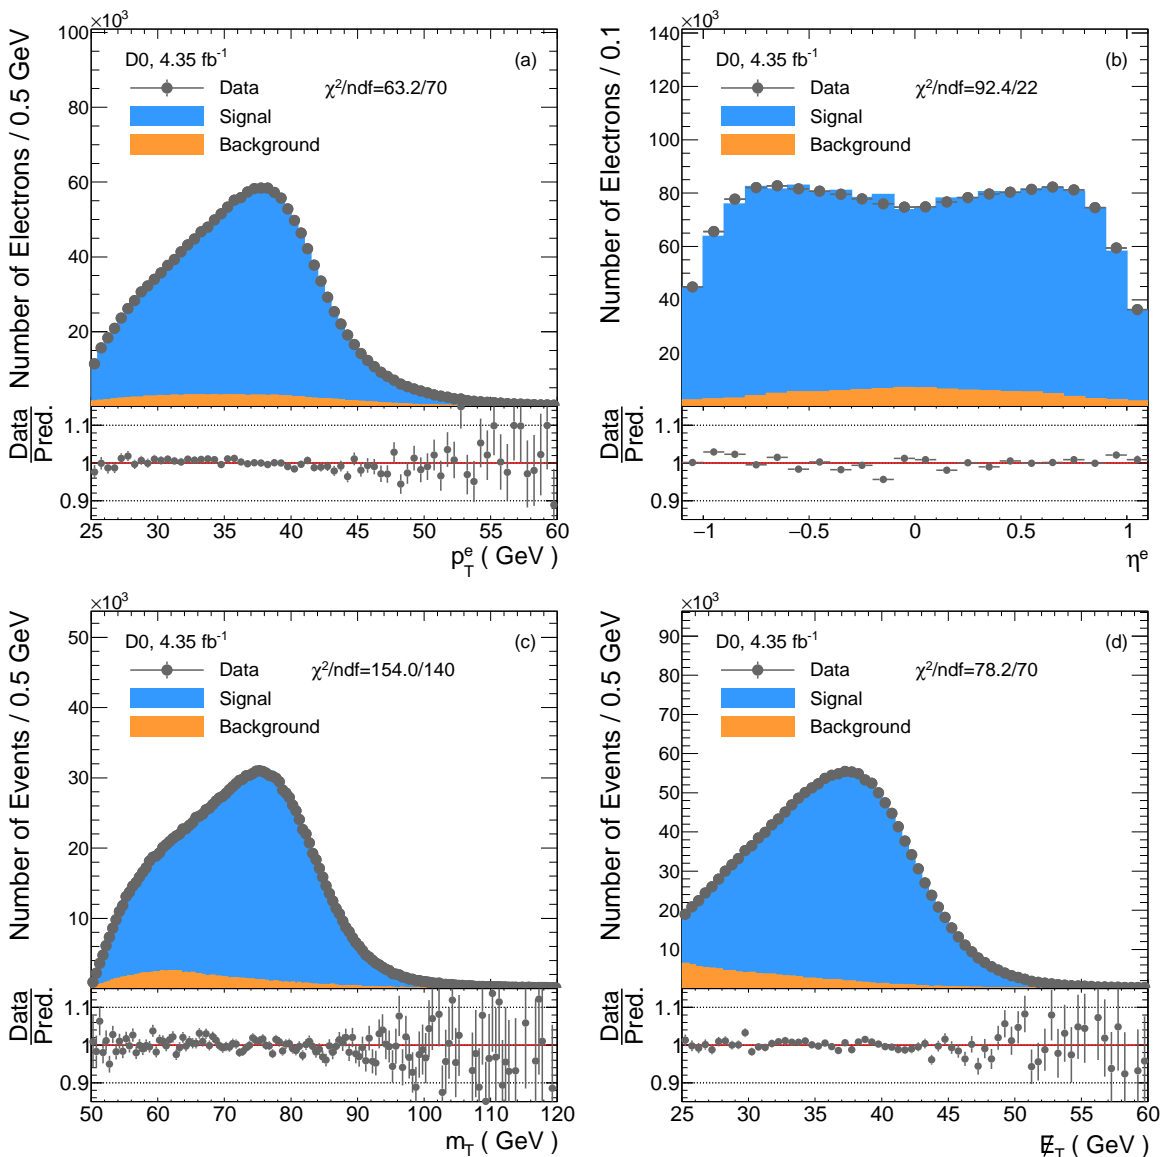 ×10³
Number of Electrons / 0.5 GeV
D0, 4.35 fb⁻¹
(a)
Data
χ²/ndf=63.2/70
Signal
Background
100
80
60
40
20
Data
Pred.
1.1
1
0.9
25 30 35 40 45 50 55 60
p_T^e ( GeV )
×10³
Number of Electrons / 0.1
D0, 4.35 fb⁻¹
(b)
Data
χ²/ndf=92.4/22
Signal
Background
140
120
100
80
60
40
20
Data
Pred.
1.1
1
0.9
−1 −0.5 0 0.5 1
η^e
×10³
Number of Events / 0.5 GeV
D0, 4.35 fb⁻¹
(c)
Data
χ²/ndf=154.0/140
Signal
Background
50
40
30
20
10
Data
Pred.
1.1
1
0.9
50 60 70 80 90 100 110 120
m_T ( GeV )
×10³
Number of Events / 0.5 GeV
D0, 4.35 fb⁻¹
(d)
Data
χ²/ndf=78.2/70
Signal
Background
90
80
70
60
50
40
30
20
10
Data
Pred.
1.1
1
0.9
25 30 35 40 45 50 55 60
E̸_T ( GeV )